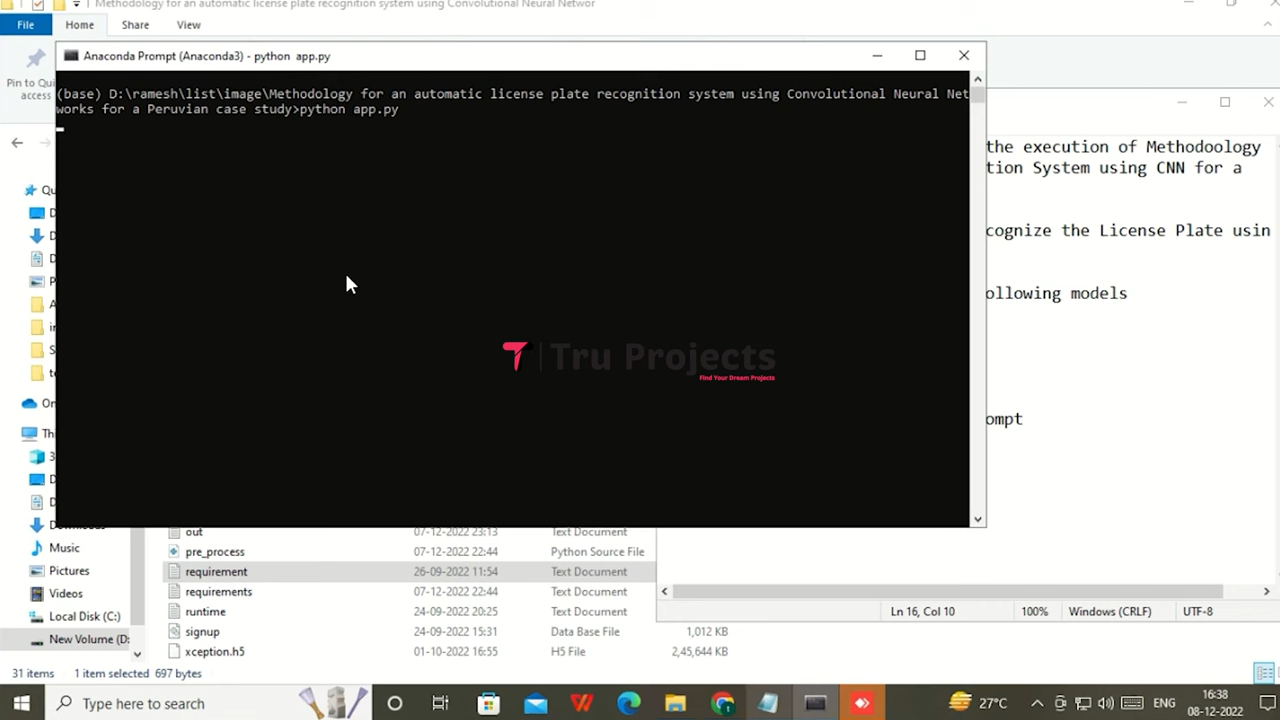 Methodology for an automatic license plate recognition system using Convolutional Neural Networ
File
Home
Share
View
Pin to Qui
access
Anaconda Prompt (Anaconda3) - python  app.py
(base) D:\ramesh\list\image\Methodology for an automatic license plate recognition system using Convolutional Neural Net
works for a Peruvian case study>python app.py
the execution of Methodoology
tion System using CNN for a
cognize the License Plate usin
ollowing models
ompt
Tru Projects
Find Your Dream Projects
Qu
On
Thi
Downloads
Music
Pictures
Videos
Local Disk (C:)
New Volume (D:
out 07-12-2022 23:13 Text Document
pre_process 07-12-2022 22:44 Python Source File
requirement 26-09-2022 11:54 Text Document
requirements 07-12-2022 22:44 Text Document
runtime 24-09-2022 20:25 Text Document
signup 24-09-2022 15:31 Data Base File 1,012 KB
xception.h5 01-10-2022 16:55 H5 File 2,45,644 KB
Ln 16, Col 10 100% Windows (CRLF) UTF-8
31 items 1 item selected 697 bytes
Type here to search
27°C
ENG
16:38
08-12-2022